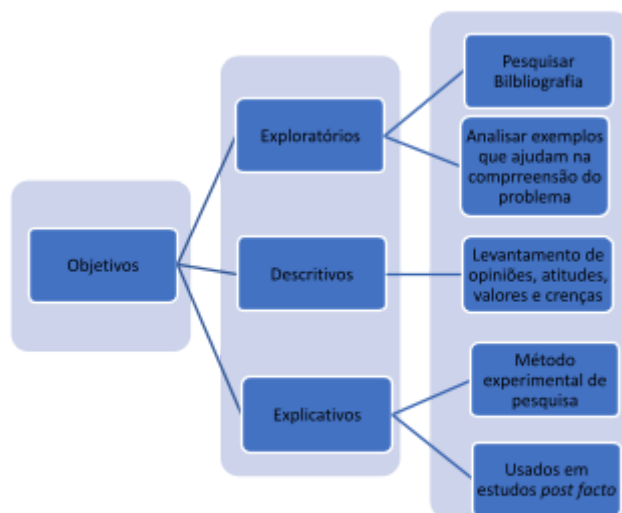 Objetivos
Exploratórios
Pesquisar
Bilbliografia
Analisar exemplos
que ajudam na
comprreensão do
problema
Descritivos
Levantamento de
opiniões, atitudes,
valores e crenças
Explicativos
Método
experimental de
pesquisa
Usados em
estudos post facto